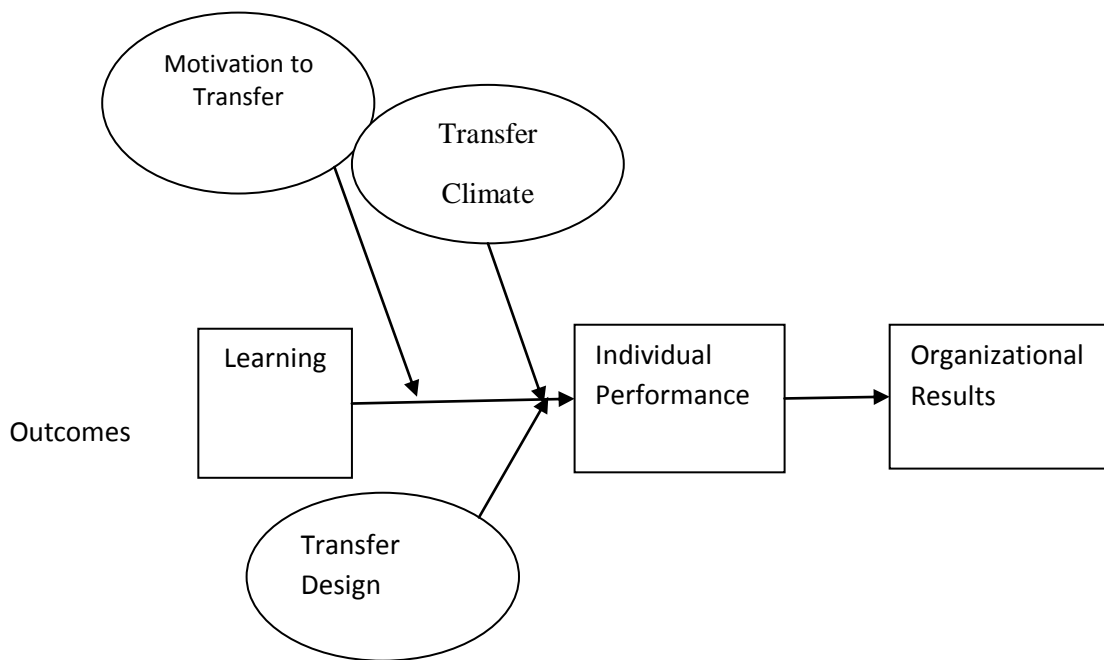 Motivation to
Transfer
Transfer
Climate
Learning
Individual
Performance
Organizational
Results
Outcomes
Transfer
Design